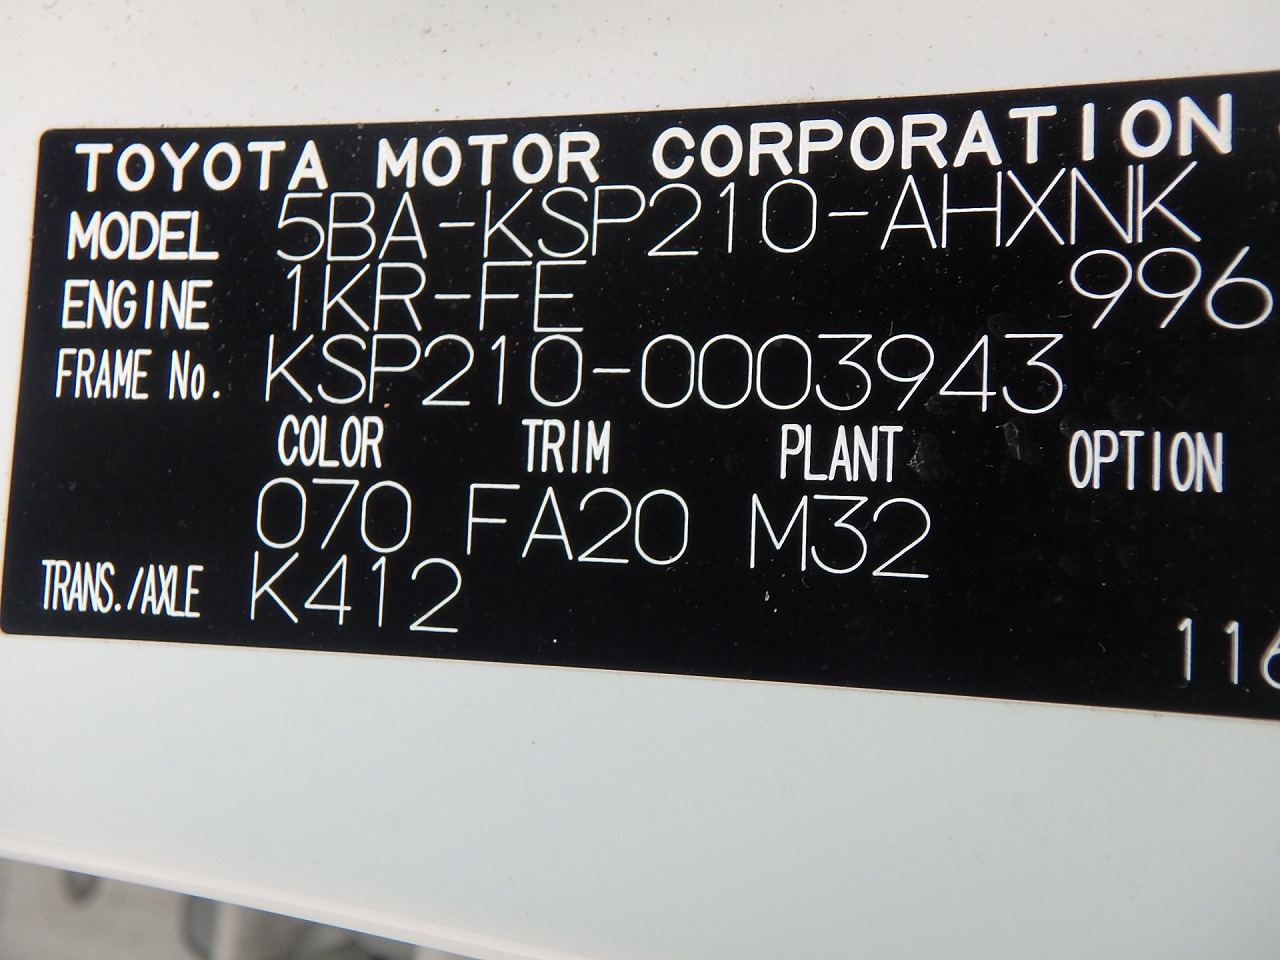 TOYOTA MOTOR CORPORATION
MODEL 5BA-KSP210-AHXNK
ENGINE 1KR-FE 996
FRAME No. KSP210-0003943
COLOR TRIM PLANT OPTION
070 FA20 M32
TRANS./AXLE K412
116